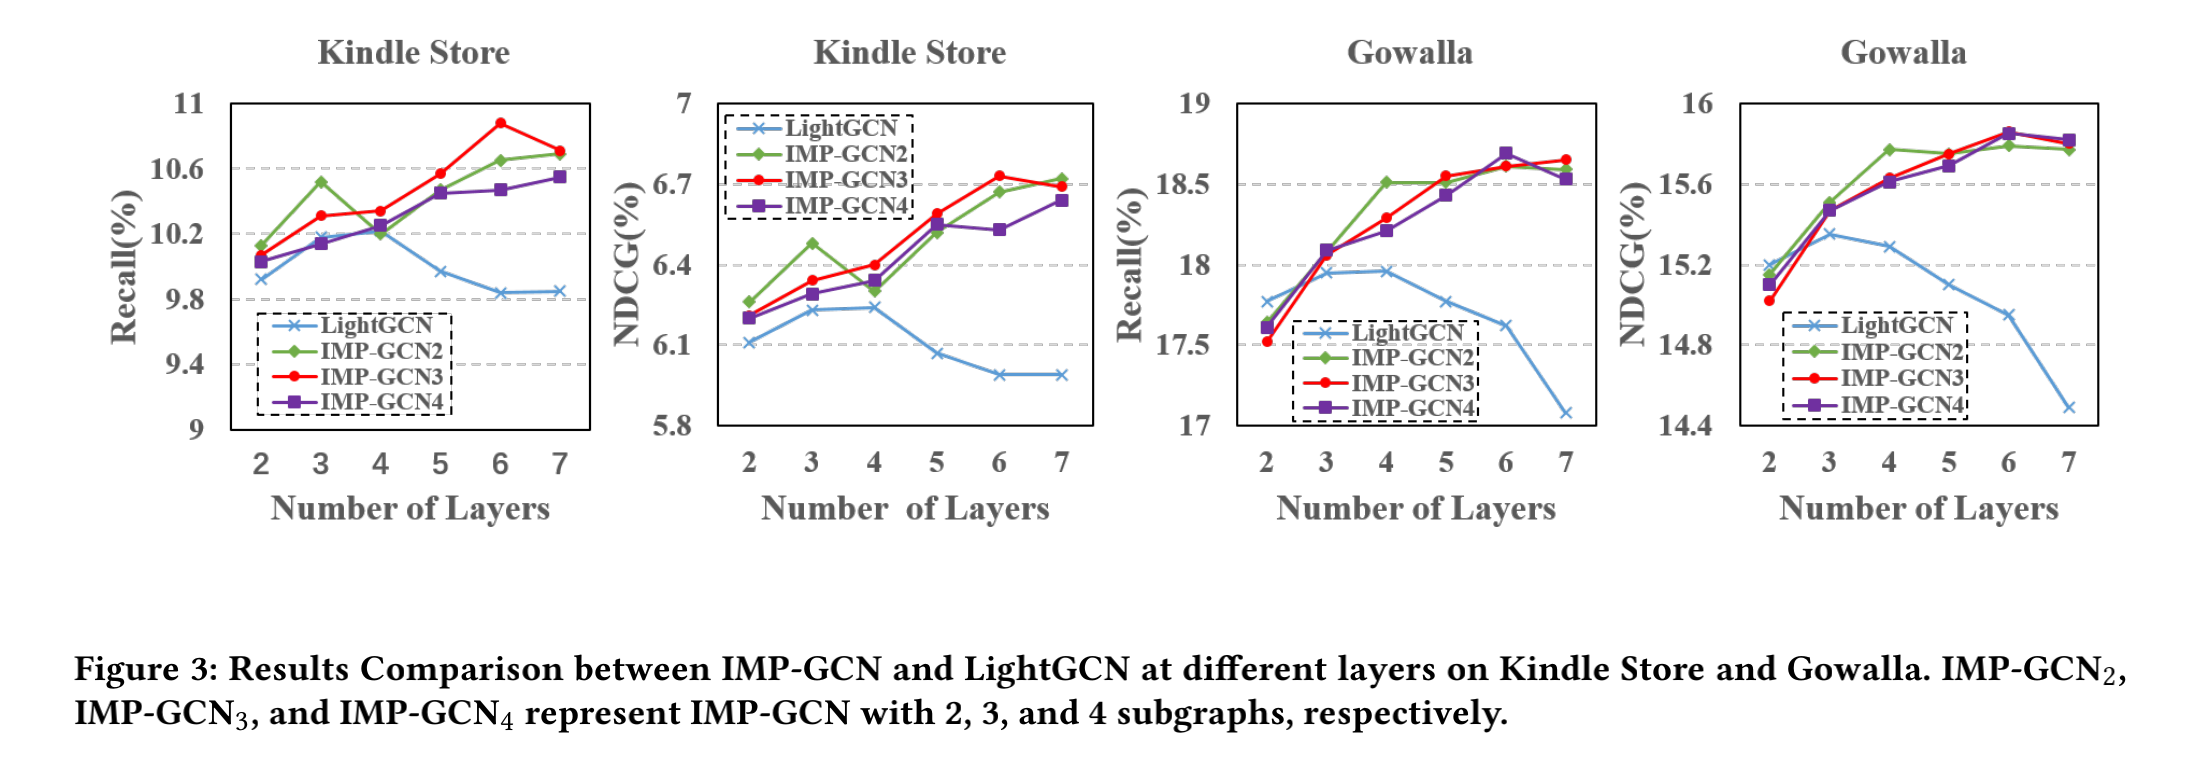 Kindle Store
11
10.6
10.2
9.8
9.4
9
Recall(%)
LightGCN
IMP-GCN2
IMP-GCN3
IMP-GCN4
2 3 4 5 6 7
Number of Layers
Kindle Store
7
6.7
6.4
6.1
5.8
NDCG(%)
LightGCN
IMP-GCN2
IMP-GCN3
IMP-GCN4
2 3 4 5 6 7
Number of Layers
Gowalla
19
18.5
18
17.5
17
Recall(%)
LightGCN
IMP-GCN2
IMP-GCN3
IMP-GCN4
2 3 4 5 6 7
Number of Layers
Gowalla
16
15.6
15.2
14.8
14.4
NDCG(%)
LightGCN
IMP-GCN2
IMP-GCN3
IMP-GCN4
2 3 4 5 6 7
Number of Layers
Figure 3: Results Comparison between IMP-GCN and LightGCN at different layers on Kindle Store and Gowalla. IMP-GCN₂,
IMP-GCN₃, and IMP-GCN₄ represent IMP-GCN with 2, 3, and 4 subgraphs, respectively.